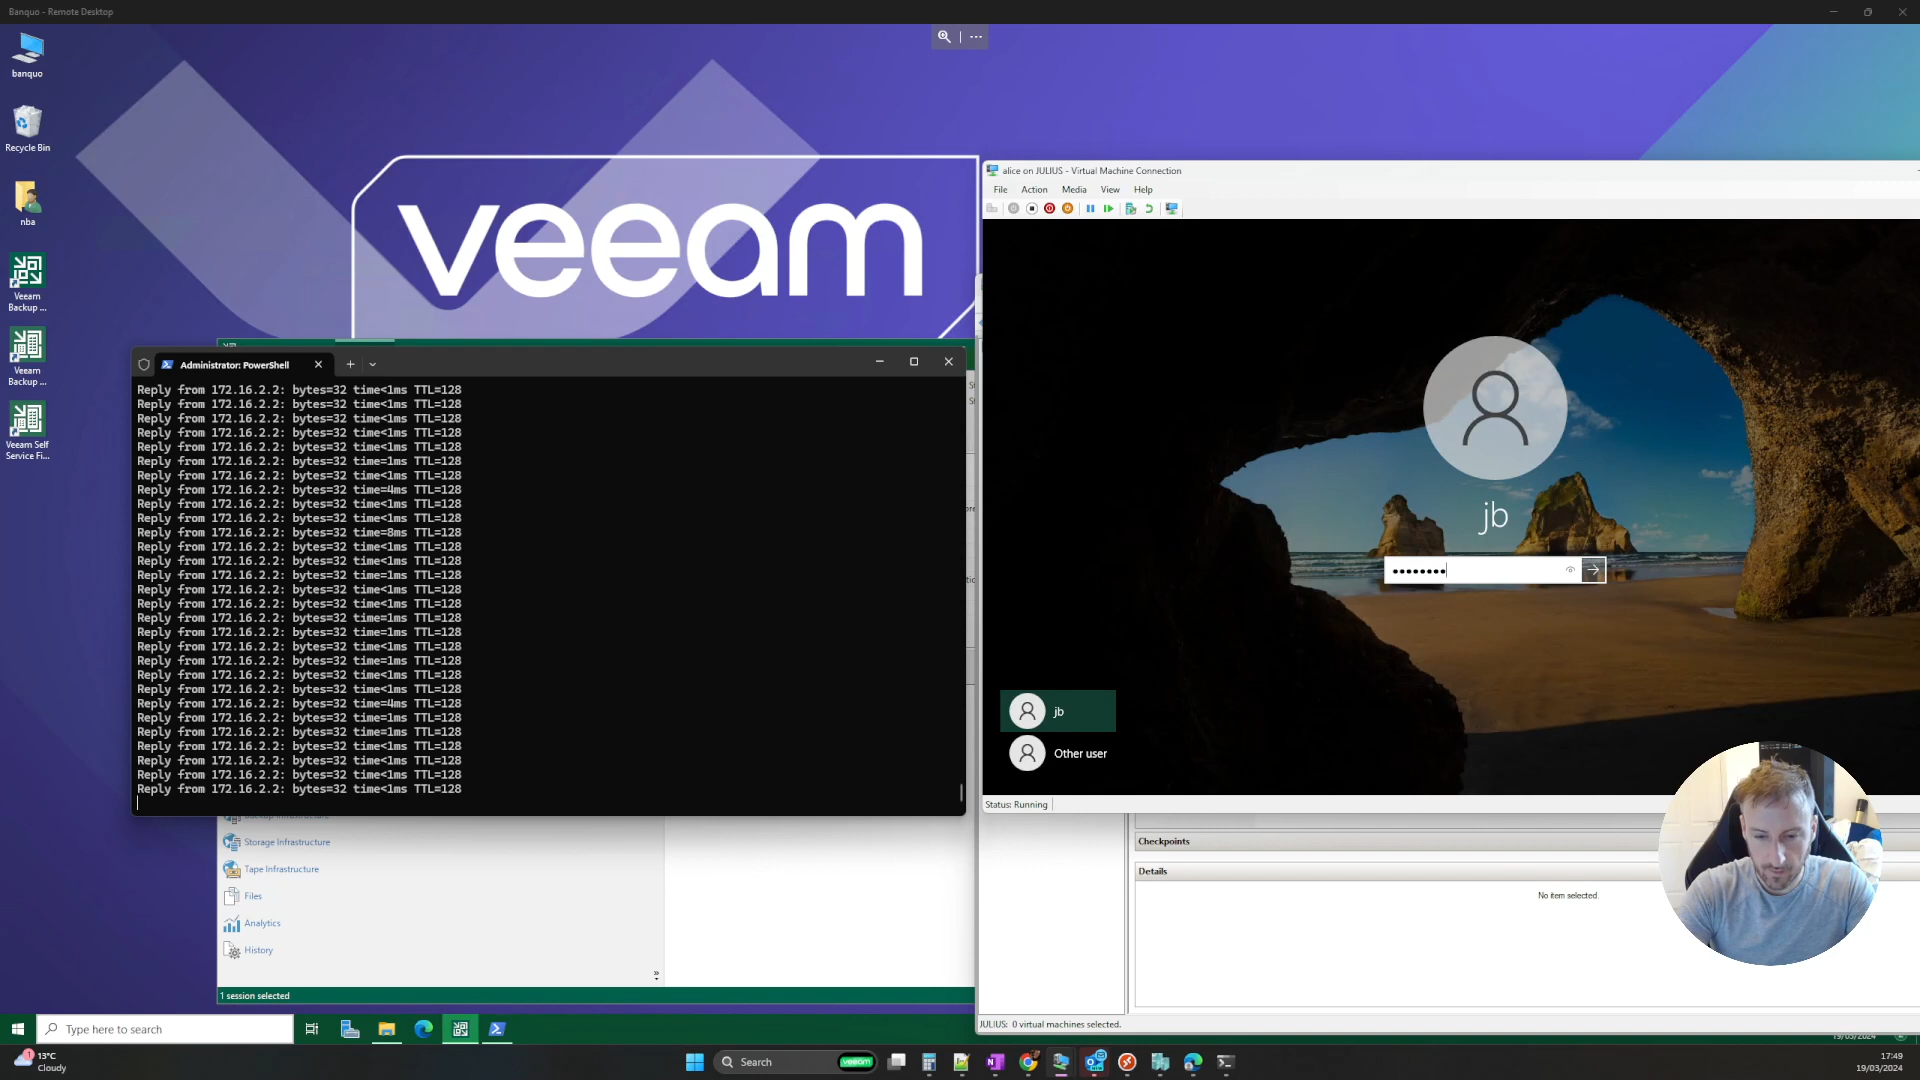 Banquo - Remote Desktop
banquo
Recycle Bin
nba
Veeam
Backup ...
Veeam
Backup ...
Veeam Self
Service Fi...
veeam
Administrator: PowerShell
Reply from 172.16.2.2: bytes=32 time<1ms TTL=128
Reply from 172.16.2.2: bytes=32 time<1ms TTL=128
Reply from 172.16.2.2: bytes=32 time<1ms TTL=128
Reply from 172.16.2.2: bytes=32 time<1ms TTL=128
Reply from 172.16.2.2: bytes=32 time<1ms TTL=128
Reply from 172.16.2.2: bytes=32 time=1ms TTL=128
Reply from 172.16.2.2: bytes=32 time<1ms TTL=128
Reply from 172.16.2.2: bytes=32 time=4ms TTL=128
Reply from 172.16.2.2: bytes=32 time<1ms TTL=128
Reply from 172.16.2.2: bytes=32 time<1ms TTL=128
Reply from 172.16.2.2: bytes=32 time=8ms TTL=128
Reply from 172.16.2.2: bytes=32 time<1ms TTL=128
Reply from 172.16.2.2: bytes=32 time<1ms TTL=128
Reply from 172.16.2.2: bytes=32 time=1ms TTL=128
Reply from 172.16.2.2: bytes=32 time<1ms TTL=128
Reply from 172.16.2.2: bytes=32 time<1ms TTL=128
Reply from 172.16.2.2: bytes=32 time=1ms TTL=128
Reply from 172.16.2.2: bytes=32 time=1ms TTL=128
Reply from 172.16.2.2: bytes=32 time<1ms TTL=128
Reply from 172.16.2.2: bytes=32 time=1ms TTL=128
Reply from 172.16.2.2: bytes=32 time<1ms TTL=128
Reply from 172.16.2.2: bytes=32 time<1ms TTL=128
Reply from 172.16.2.2: bytes=32 time=4ms TTL=128
Reply from 172.16.2.2: bytes=32 time=1ms TTL=128
Reply from 172.16.2.2: bytes=32 time=1ms TTL=128
Reply from 172.16.2.2: bytes=32 time<1ms TTL=128
Reply from 172.16.2.2: bytes=32 time<1ms TTL=128
Reply from 172.16.2.2: bytes=32 time<1ms TTL=128
Reply from 172.16.2.2: bytes=32 time<1ms TTL=128
Storage Infrastructure
Tape Infrastructure
Files
Analytics
History
1 session selected
alice on JULIUS - Virtual Machine Connection
File Action Media View Help
jb
jb
Other user
Status: Running
Checkpoints
Details
No item selected
JULIUS: 0 virtual machines selected.
Type here to search
19/03/2024
13°C
Cloudy
Search
veeam
17:49
19/03/2024